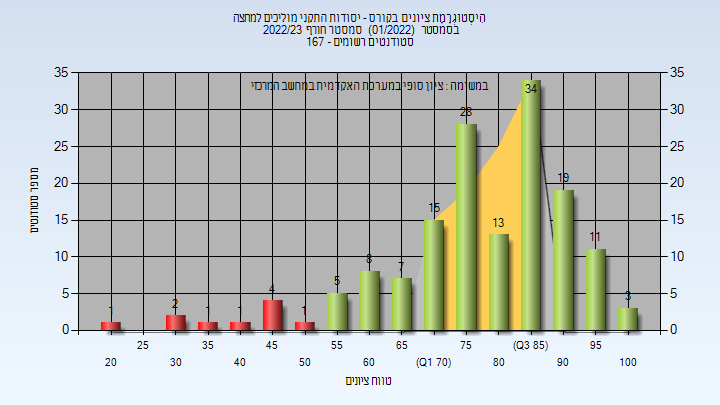 היסטוגרמת ציונים בקורס - יסודות התקני מוליכים למחצה
בסמסטר (01/2022) סמסטר חורף 2022/23
סטודנטים רשומים - 167
במשימה : ציון סופי במערכת האקדמית במחשב המרכזי
מספר סטודנטים
35 35
30 30
25 25
20 20
15 15
10 10
5 5
0 0
1 2 1 1 4 1 5 8 7 15 28 13 34 19 11 3
25 35 45 55 65 75 (Q3 85) 95
20 30 40 50 60 (Q1 70) 80 90 100
טווח ציונים